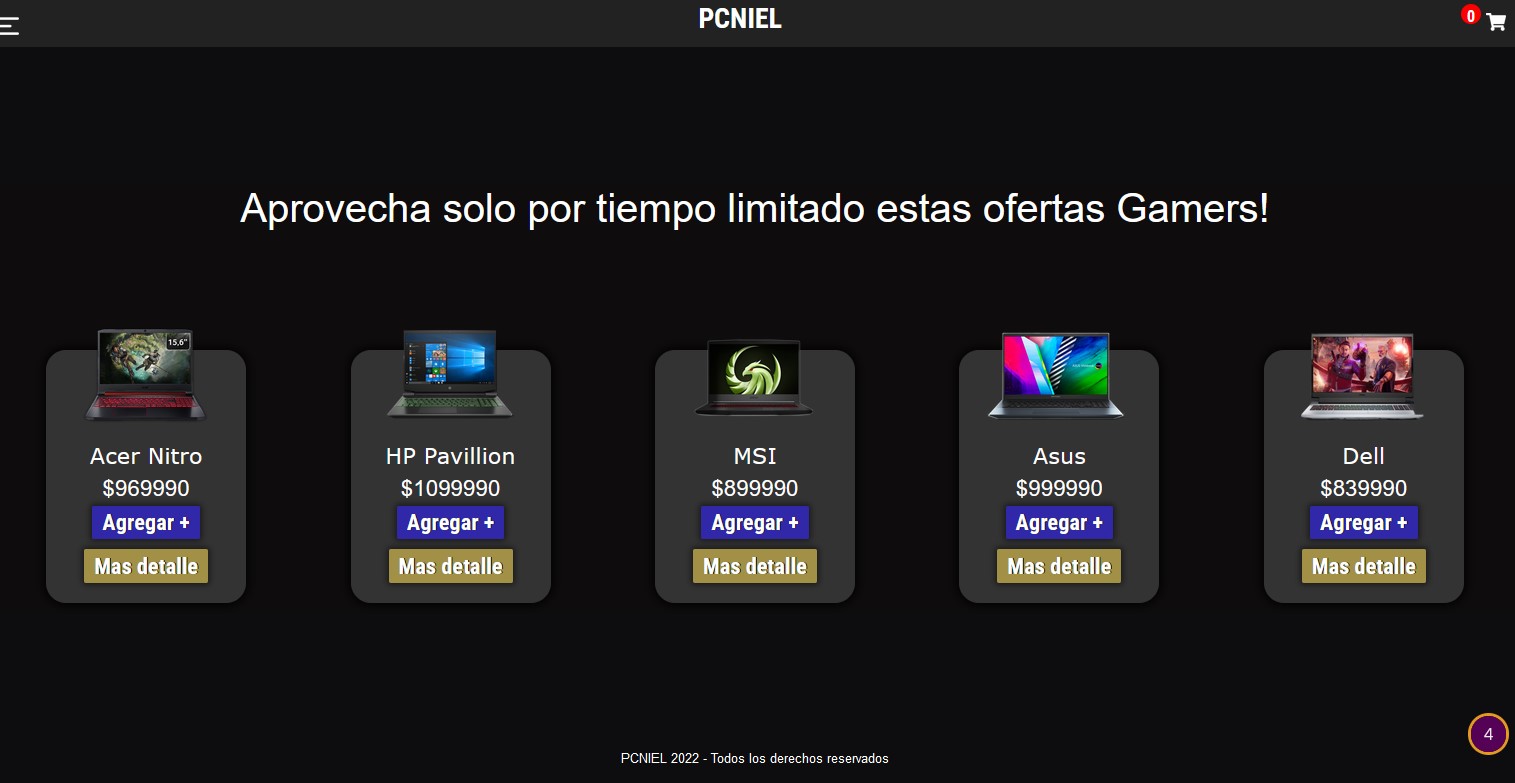 PCNIEL
0
Aprovecha solo por tiempo limitado estas ofertas Gamers!
15,6"
Acer Nitro
$969990
Agregar +
Mas detalle
HP Pavillion
$1099990
Agregar +
Mas detalle
MSI
$899990
Agregar +
Mas detalle
Asus
$999990
Agregar +
Mas detalle
Dell
$839990
Agregar +
Mas detalle
4
PCNIEL 2022 - Todos los derechos reservados